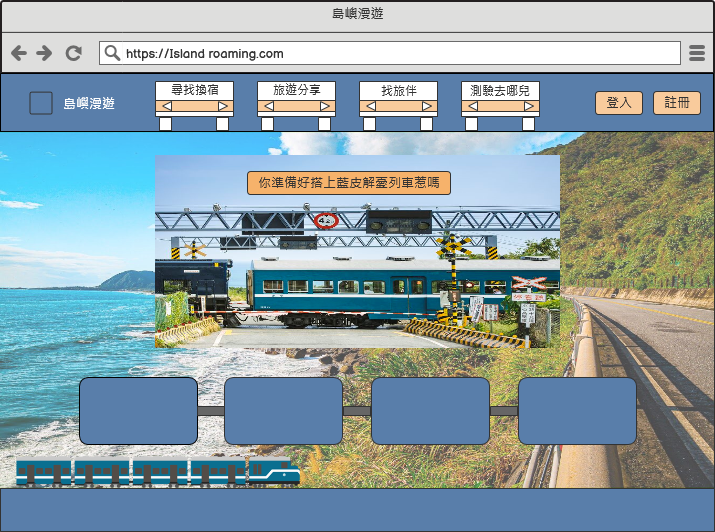 島嶼漫遊
https://Island roaming.com
島嶼漫遊
尋找換宿
旅遊分享
找旅伴
測驗去哪兒
登入
註冊
你準備好搭上藍皮解憂列車惹嗎